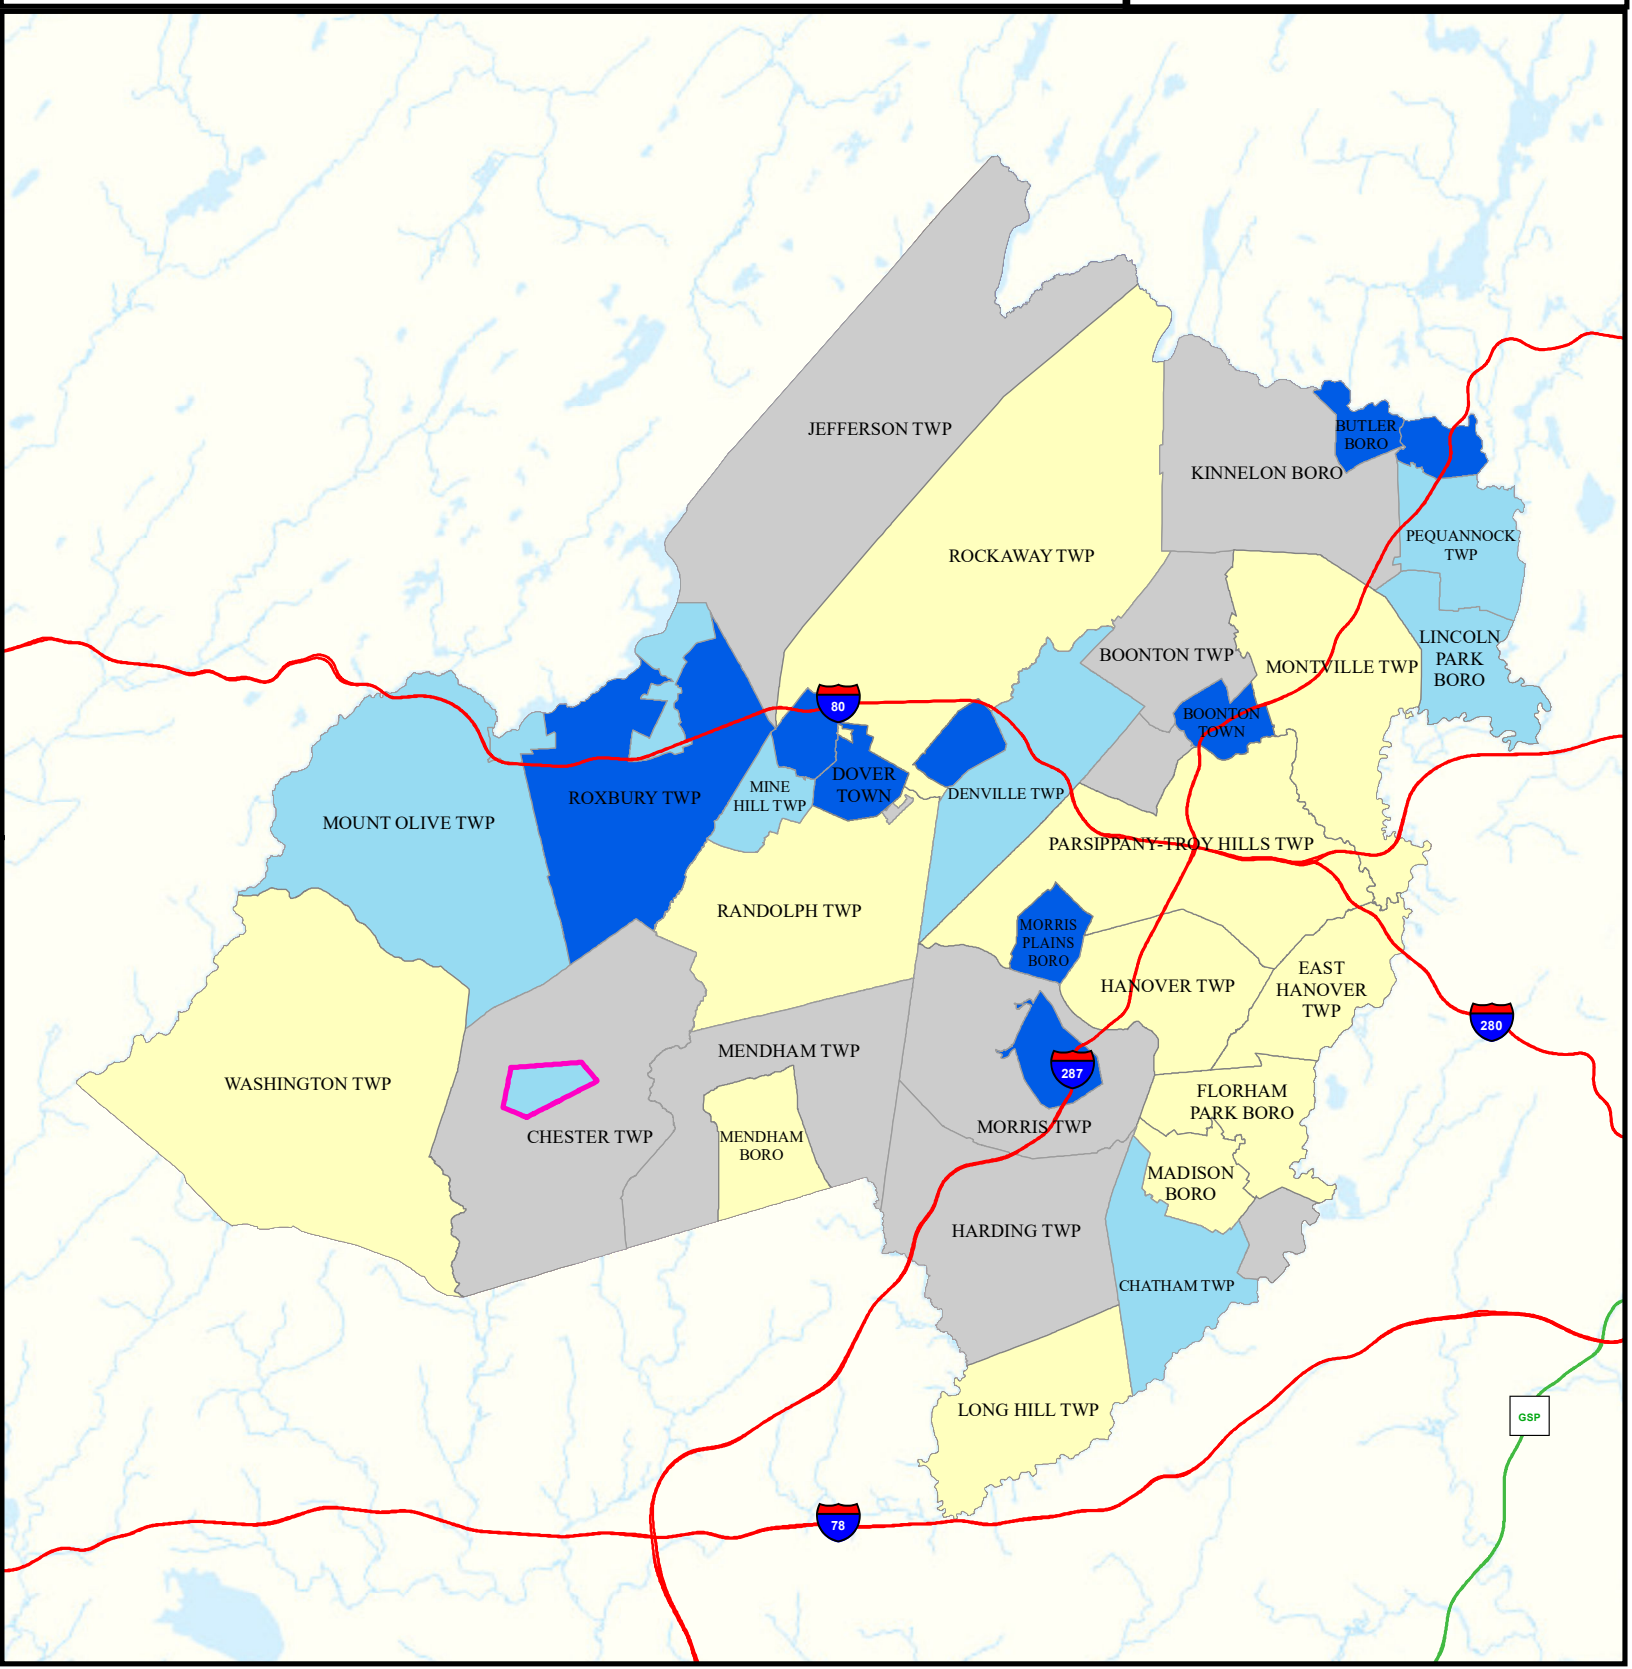 JEFFERSON TWP
BUTLER
BORO
KINNELON BORO
PEQUANNOCK
TWP
ROCKAWAY TWP
LINCOLN
PARK
BORO
BOONTON TWP
MONTVILLE TWP
80
BOONTON
TOWN
DOVER
TOWN
MINE
HILL TWP
DENVILLE TWP
ROXBURY TWP
MOUNT OLIVE TWP
PARSIPPANY-TROY HILLS TWP
RANDOLPH TWP
MORRIS
PLAINS
BORO
HANOVER TWP
EAST
HANOVER
TWP
280
MENDHAM TWP
287
WASHINGTON TWP
FLORHAM
PARK BORO
CHESTER TWP
MENDHAM
BORO
MORRIS TWP
MADISON
BORO
HARDING TWP
CHATHAM TWP
LONG HILL TWP
GSP
78